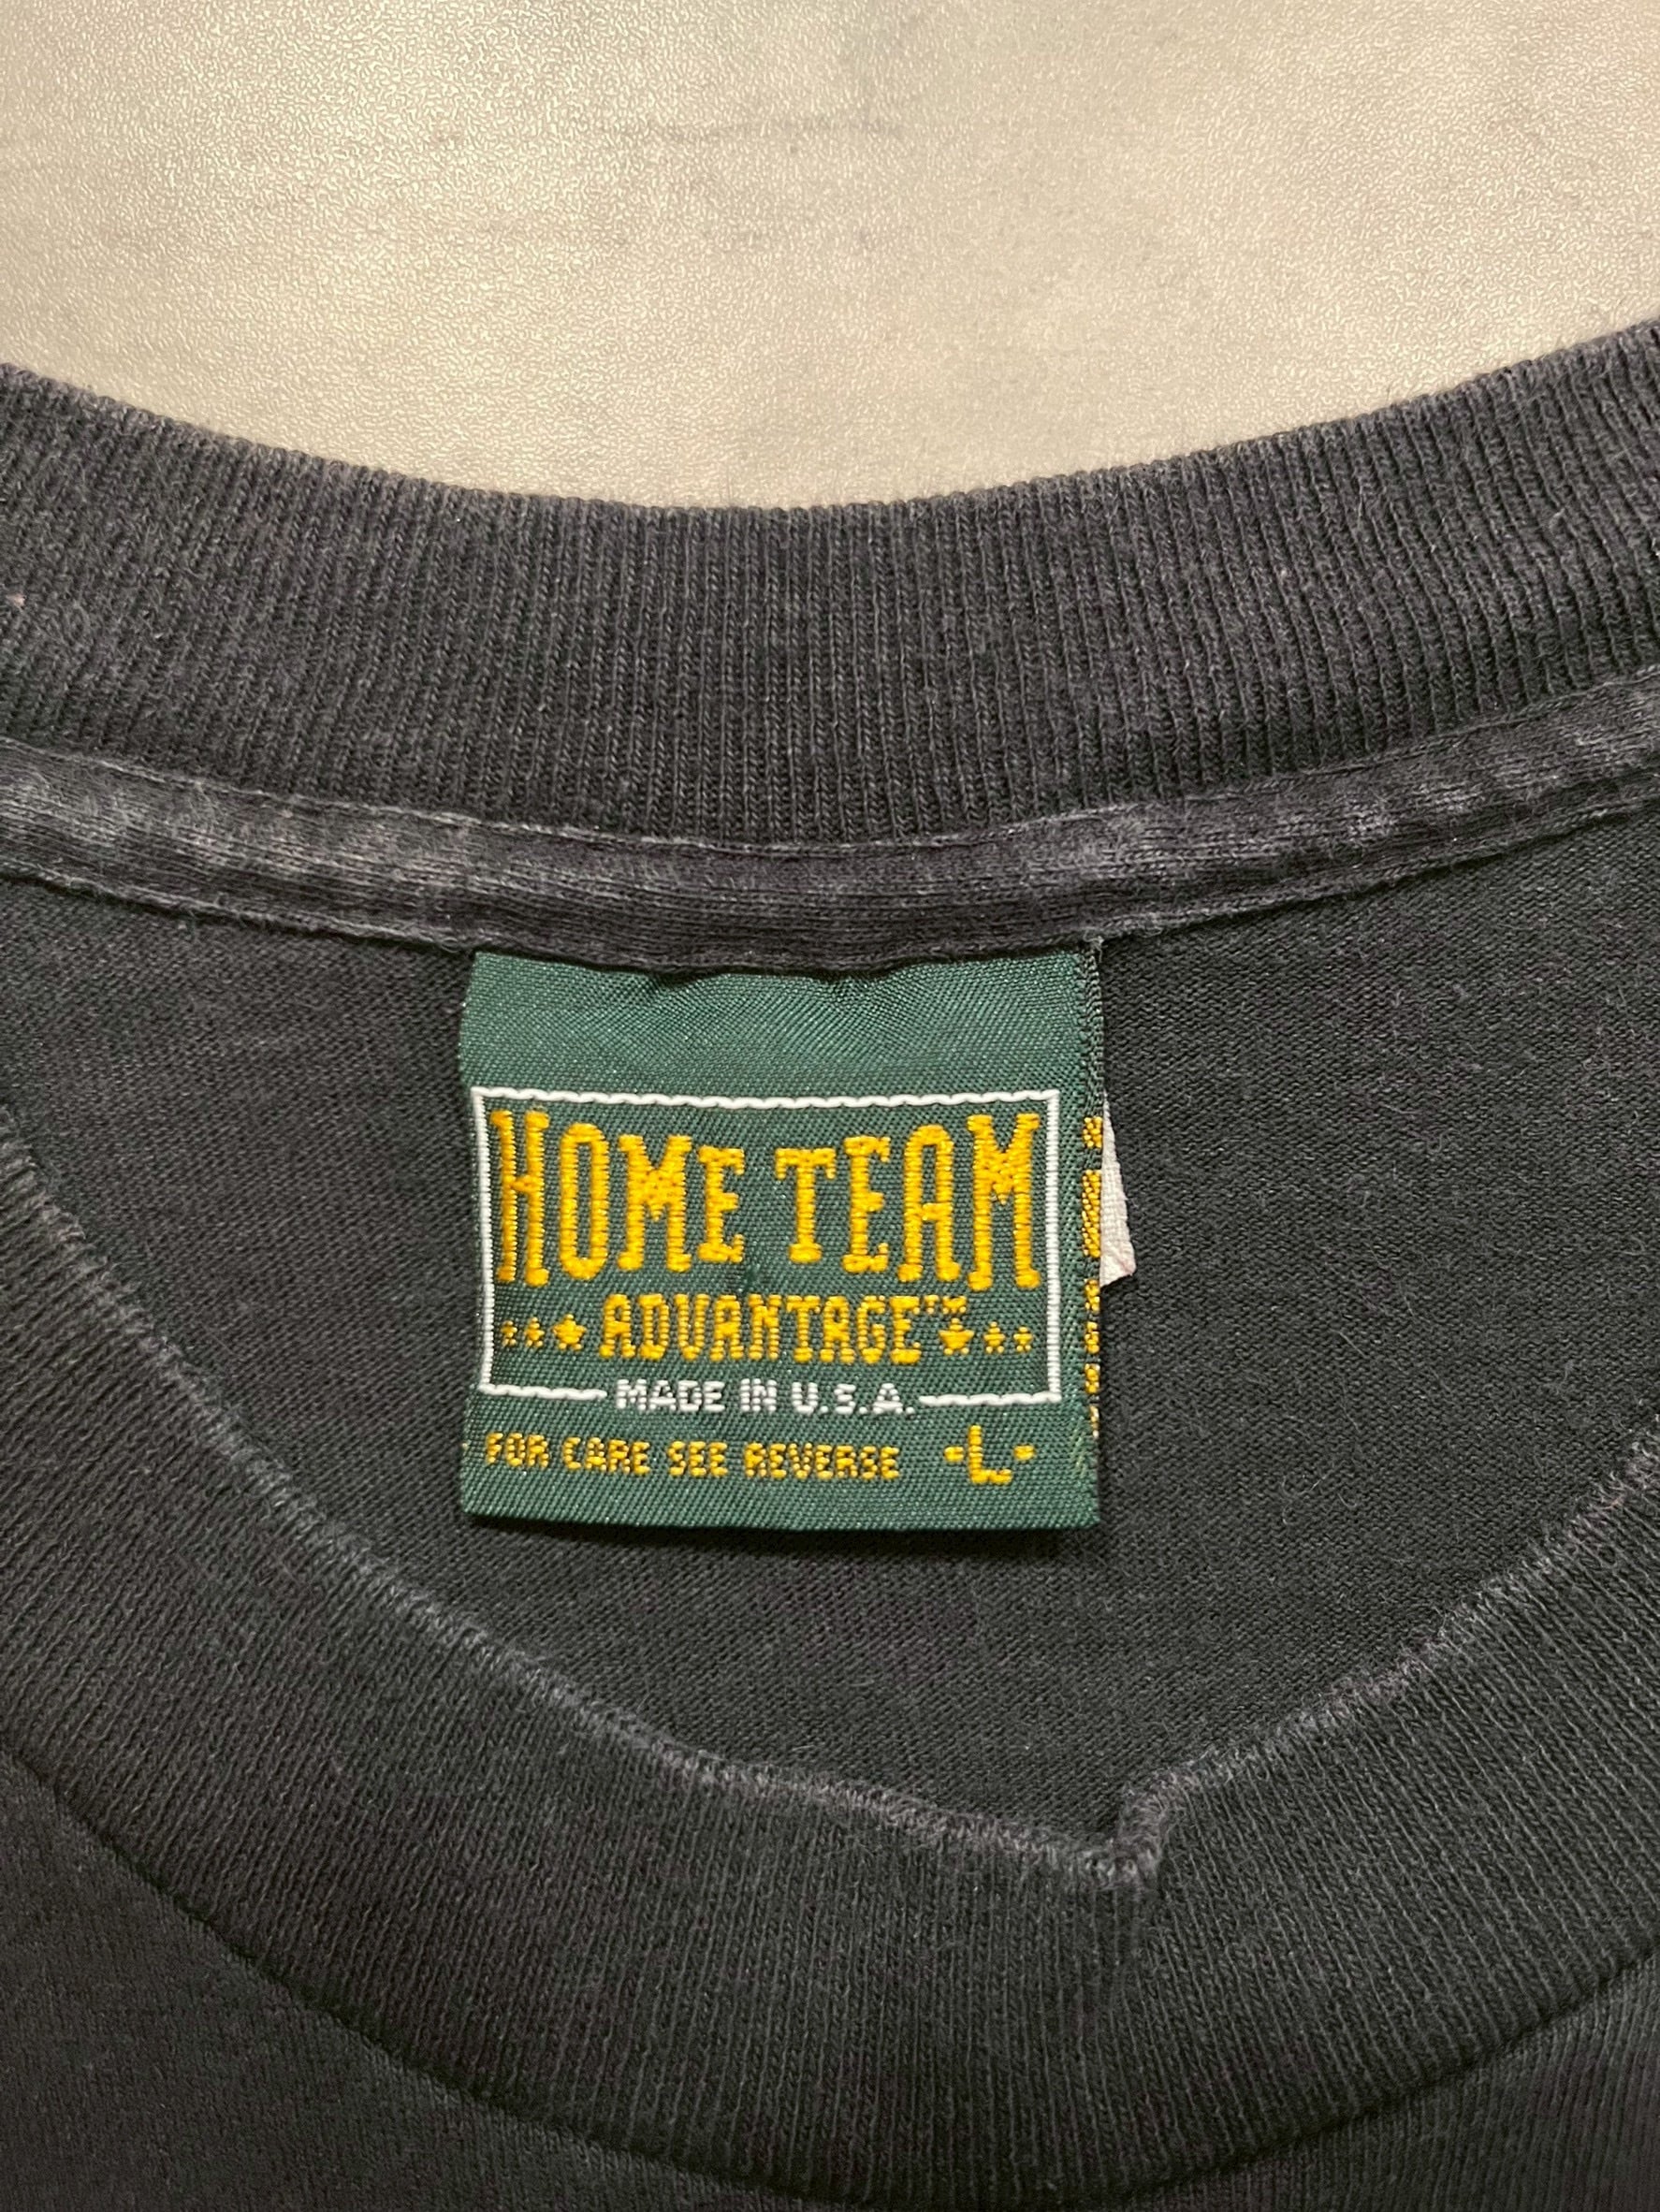 HOME TEAM
ADVANTAGE™
MADE IN U.S.A.
FOR CARE SEE REVERSE -L-